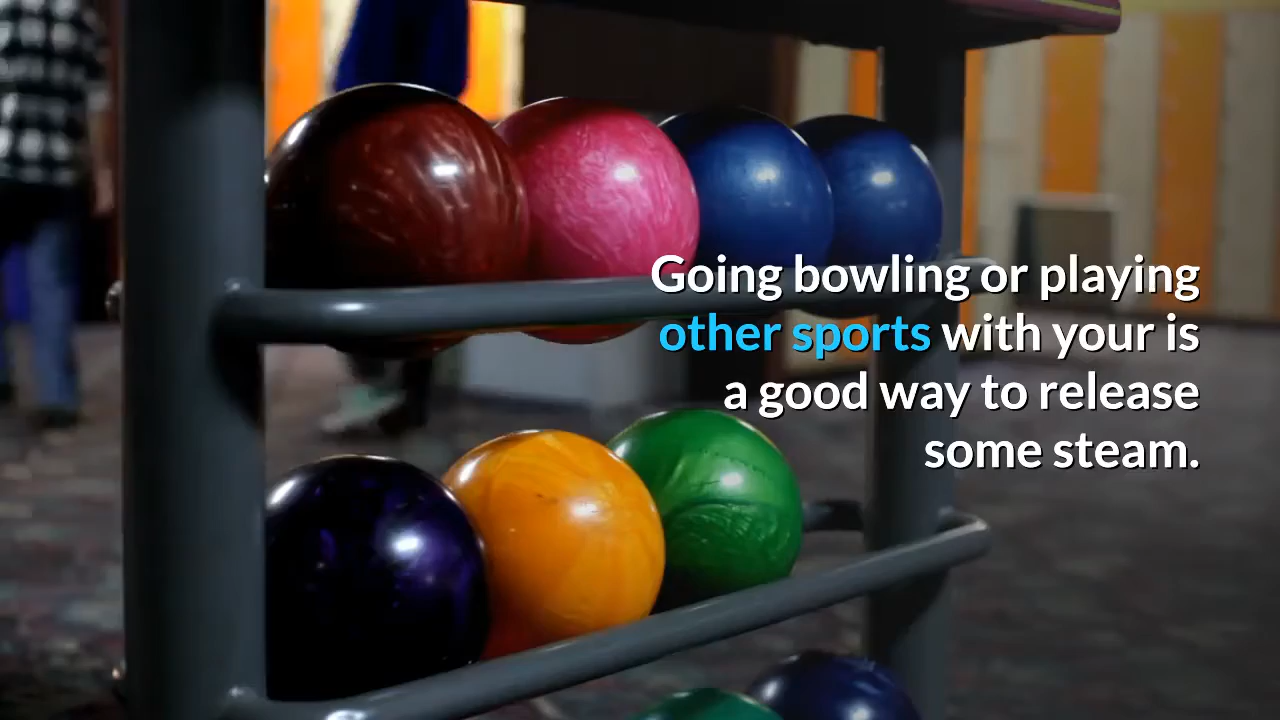 Going bowling or playing
other sports with your is
a good way to release
some steam.